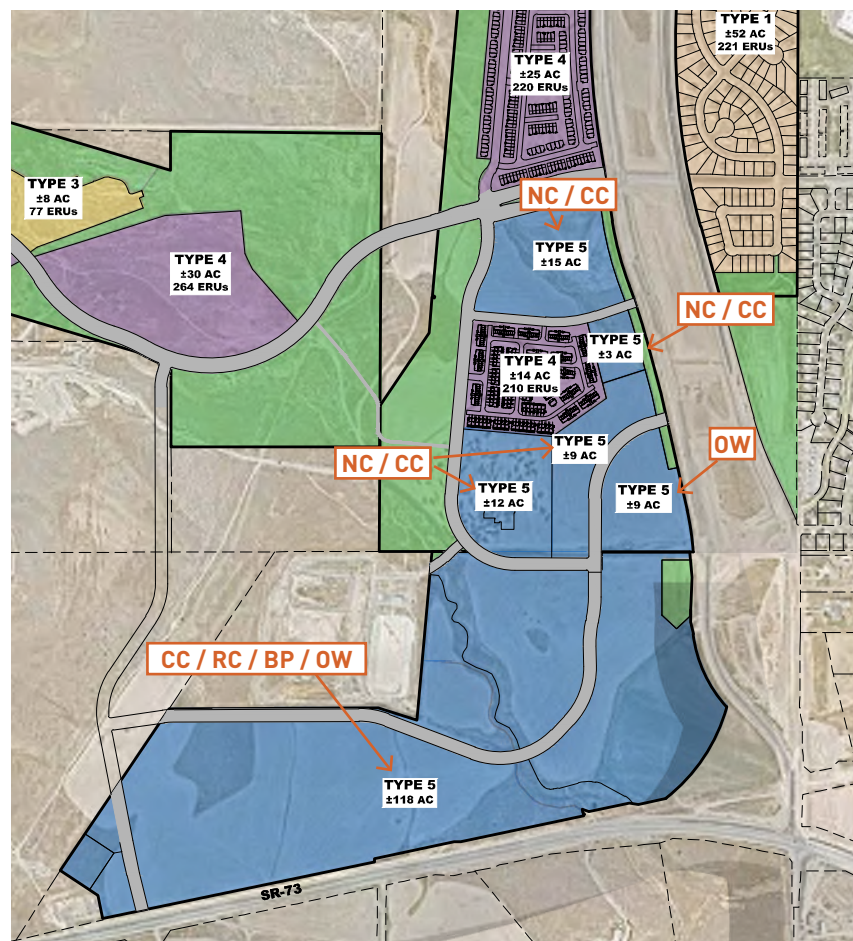 TYPE 1
±52 AC
221 ERUs
TYPE 4
±25 AC
220 ERUs
TYPE 3
±8 AC
77 ERUs
NC / CC
TYPE 4
±30 AC
264 ERUs
TYPE 5
±15 AC
NC / CC
TYPE 5
±3 AC
TYPE 4
±14 AC
210 ERUs
TYPE 5
±9 AC
OW
NC / CC
TYPE 5
±12 AC
TYPE 5
±9 AC
CC / RC / BP / OW
TYPE 5
±118 AC
SR-73